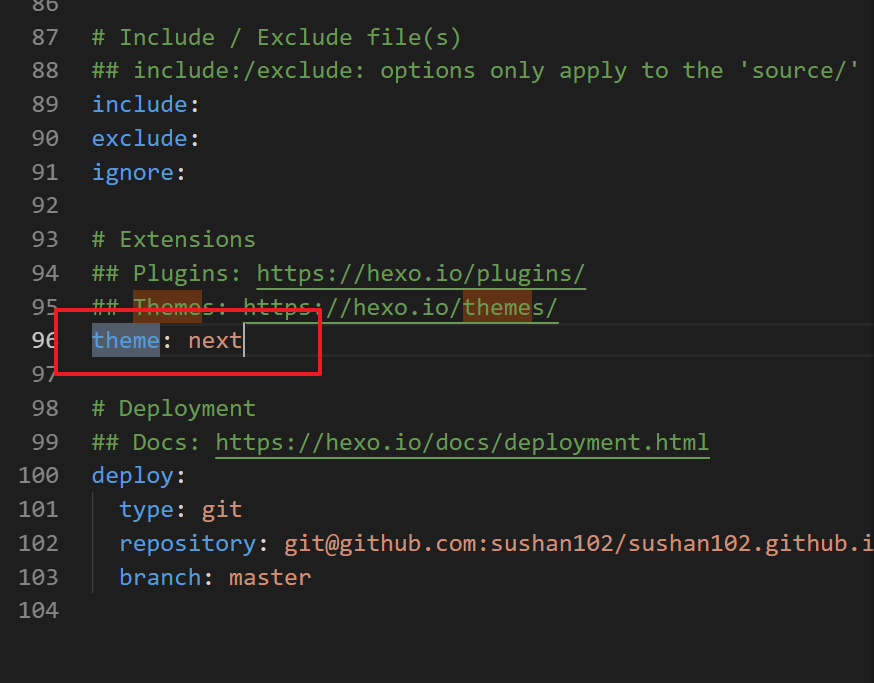 86
87 # Include / Exclude file(s)
88 ## include:/exclude: options only apply to the 'source/'
89 include:
90 exclude:
91 ignore:
92
93 # Extensions
94 ## Plugins: https://hexo.io/plugins/
95 ## Themes: https://hexo.io/themes/
96 theme: next
97
98 # Deployment
99 ## Docs: https://hexo.io/docs/deployment.html
100 deploy:
101 type: git
102 repository: git@github.com:sushan102/sushan102.github.i
103 branch: master
104